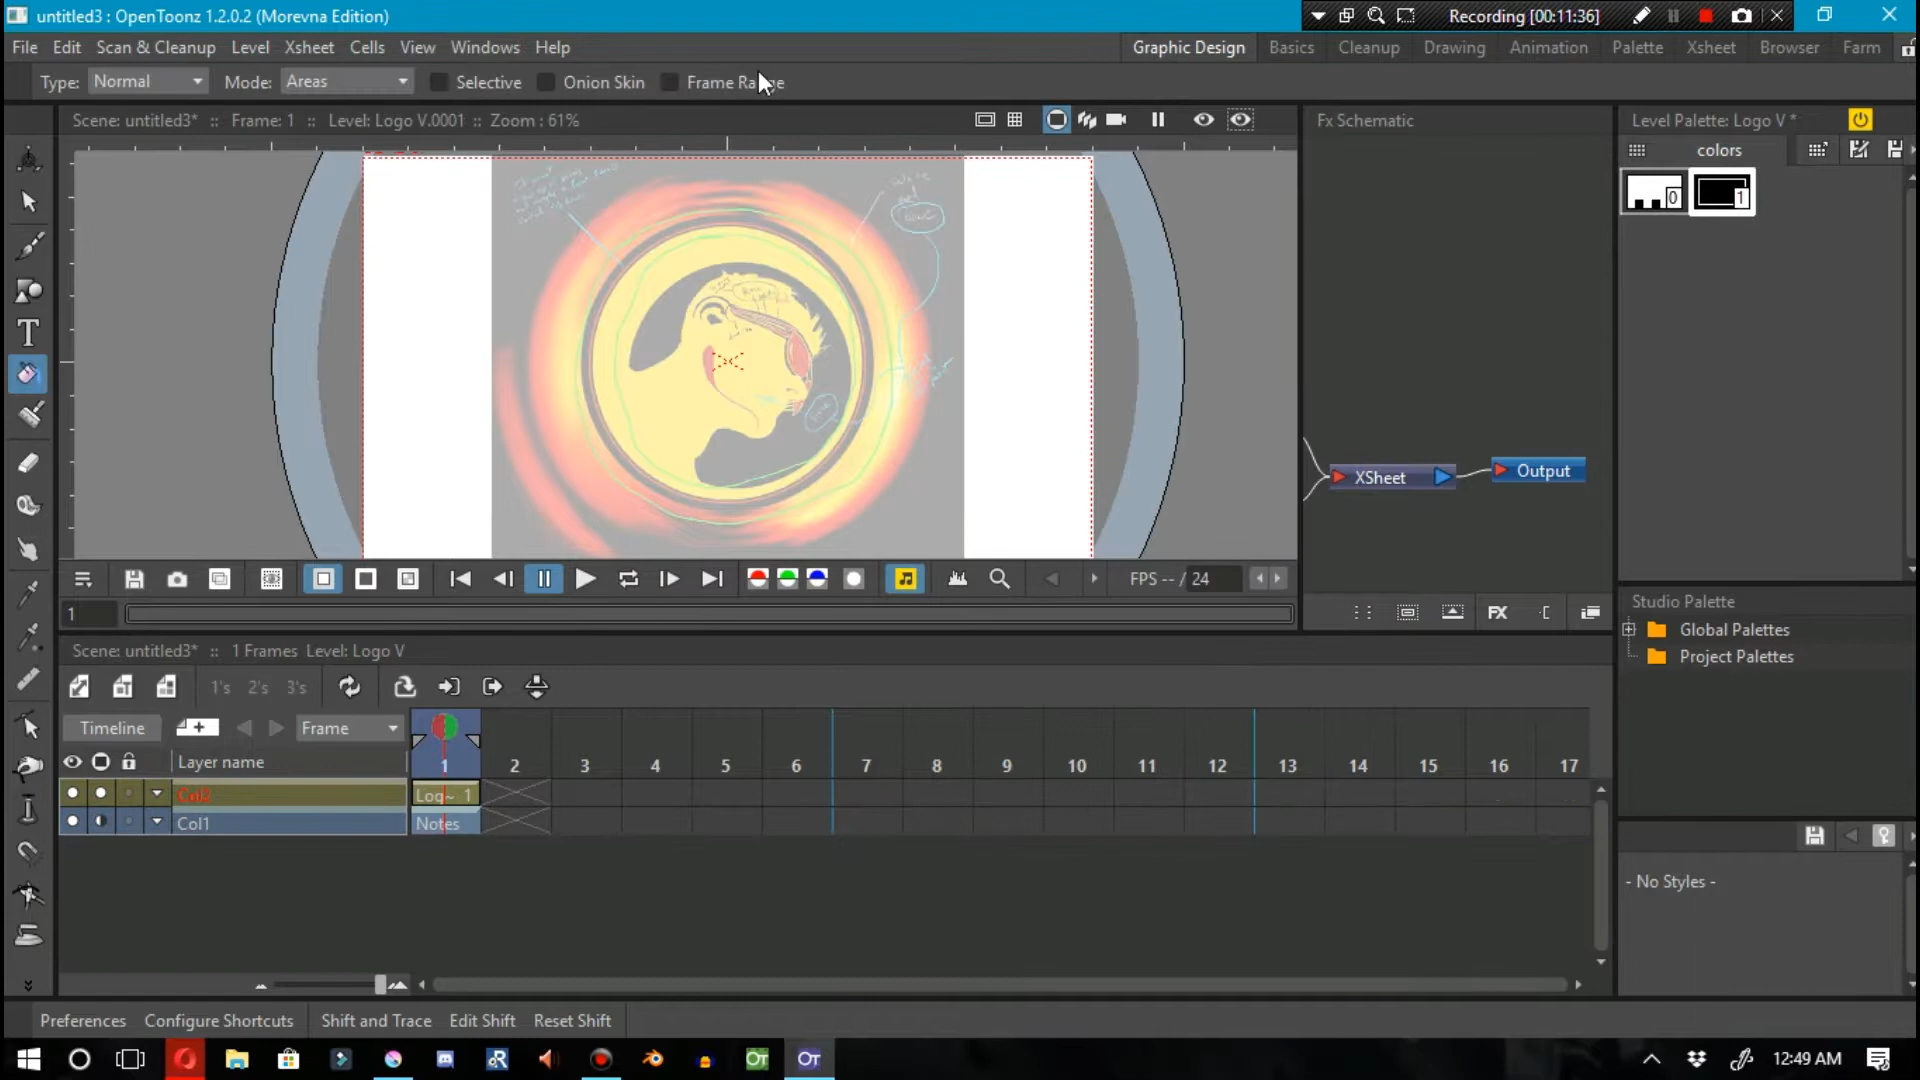 untitled3 : OpenToonz 1.2.0.2 (Morevna Edition)
Recording [00:11:36]
File Edit Scan & Cleanup Level Xsheet Cells View Windows Help
Graphic Design Basics Cleanup Drawing Animation Palette Xsheet Browser Farm
Type: Normal Mode: Areas Selective Onion Skin Frame Range
Scene: untitled3* :: Frame: 1 :: Level: Logo V.0001 :: Zoom : 61%
Fx Schematic
Level Palette: Logo V *
colors
0 1
XSheet Output
FPS -- / 24
1
FX
Studio Palette
Global Palettes
Project Palettes
Scene: untitled3* :: 1 Frames Level: Logo V
1's 2's 3's
Timeline Frame
1 2 3 4 5 6 7 8 9 10 11 12 13 14 15 16 17
Layer name
Col2 Log~ 1
Col1 Notes
- No Styles -
Preferences Configure Shortcuts Shift and Trace Edit Shift Reset Shift
OT OT 12:49 AM